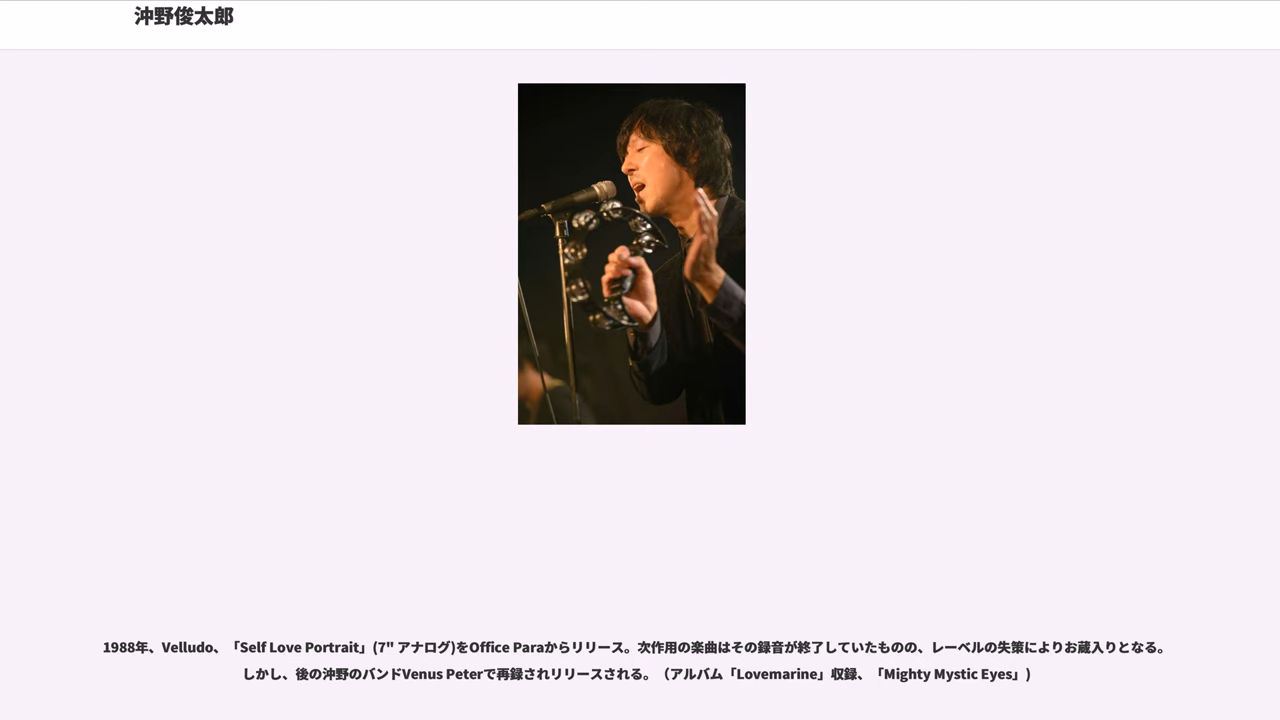 沖野俊太郎
1988年、Velludo、「Self Love Portrait」(7" アナログ)をOffice Paraからリリース。次作用の楽曲はその録音が終了していたものの、レーベルの失策によりお蔵入りとなる。
しかし、後の沖野のバンドVenus Peterで再録されリリースされる。（アルバム「Lovemarine」収録、「Mighty Mystic Eyes」)